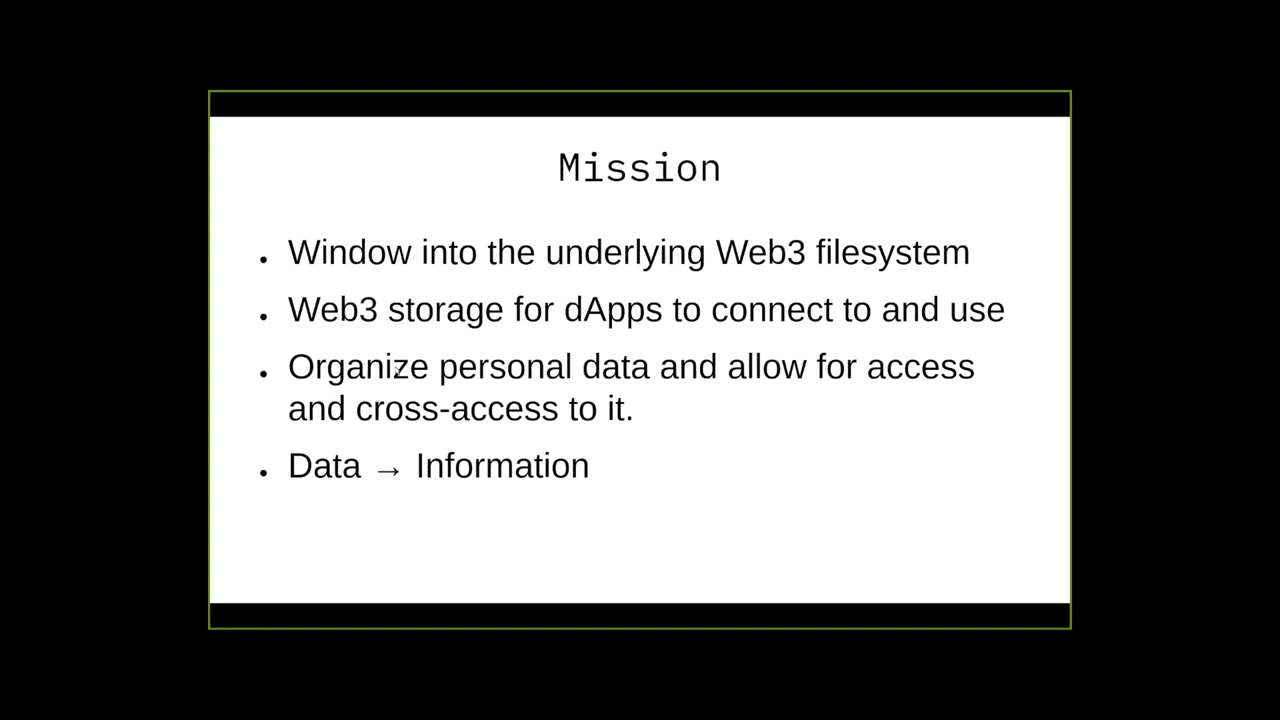 Mission
• Window into the underlying Web3 filesystem
• Web3 storage for dApps to connect to and use
• Organize personal data and allow for access
and cross-access to it.
• Data → Information